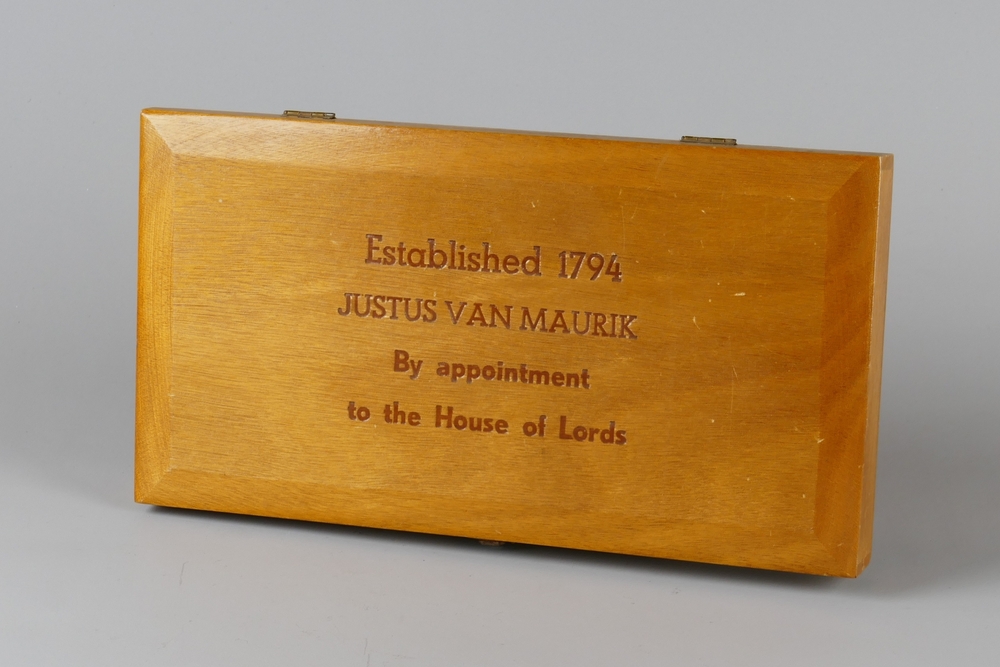 Established 1794
JUSTUS VAN MAURIK
By appointment
to the House of Lords